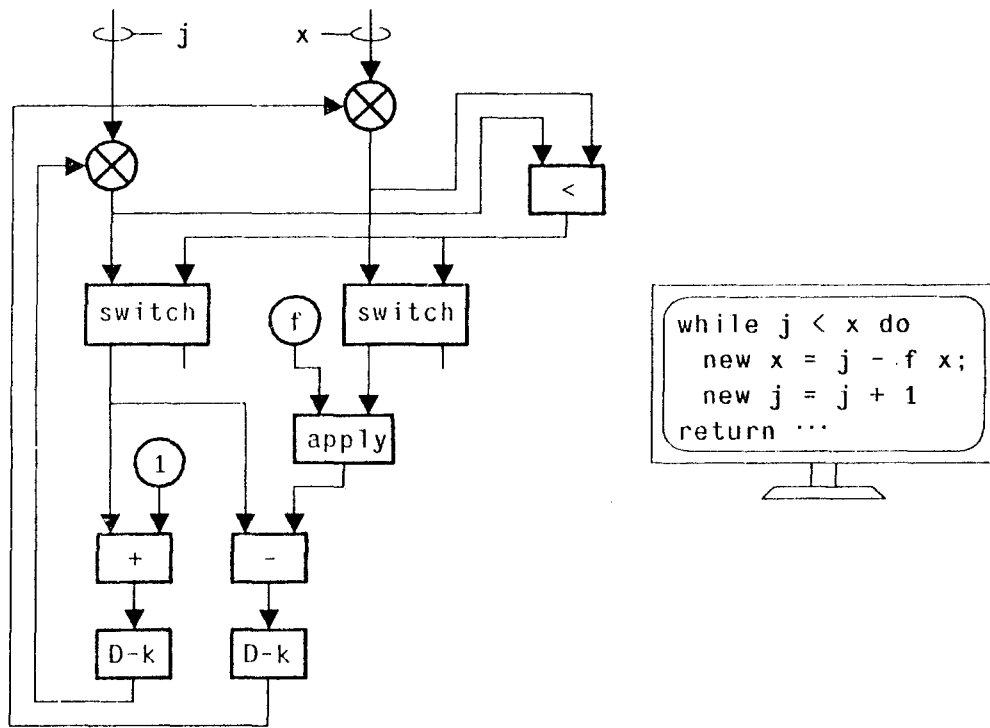 j
x
<
switch
switch
f
apply
1
+
-
D-k
D-k
while j < x do
new x = j - f x;
new j = j + 1
return ...